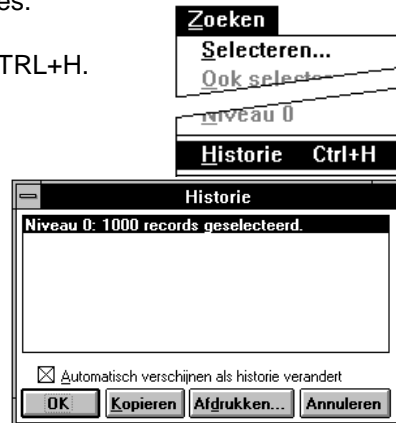 es.
TRL+H.
Zoeken
Selecteren...
Ook
Niveau 0
Historie Ctrl+H
Historie
Niveau 0: 1000 records geselecteerd.
Automatisch verschijnen als historie verandert
OK Kopieren Afdrukken... Annuleren